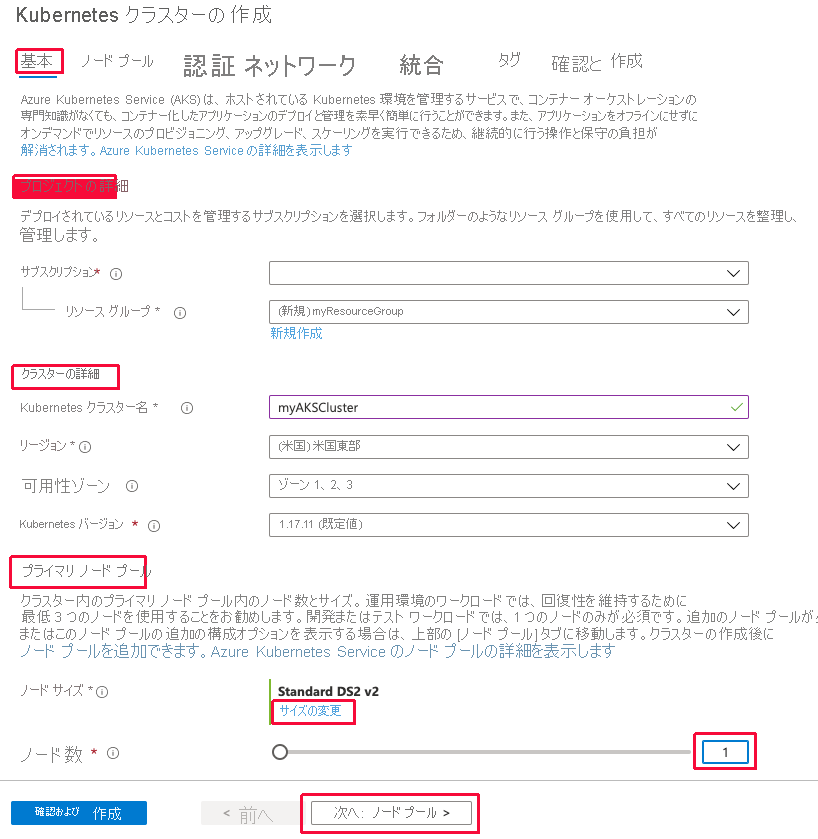 Kubernetes クラスターの 作成
基本 ノード プール 認証 ネットワーク 統合 タグ 確認と 作成
Azure Kubernetes Service (AKS) は、ホストされている Kubernetes 環境を管理するサービスで、コンテナー オーケストレーションの
専門知識がなくても、コンテナー化したアプリケーションのデプロイと管理を素早く簡単に行うことができます。また、アプリケーションをオフラインにせずに
オンデマンドでリソースのプロビジョニング、アップグレード、スケーリングを実行できるため、継続的に行う操作と保守の負担が
解消されます。Azure Kubernetes Service の詳細を表示します
プロジェクトの詳細
デプロイされているリソースとコストを管理するサブスクリプションを選択します。フォルダーのようなリソース グループを使用して、すべてのリソースを整理し、
管理します。
サブスクリプション*
リソース グループ * (新規) myResourceGroup
新規作成
クラスターの詳細
Kubernetes クラスター名 * myAKSCluster
リージョン * (米国) 米国東部
可用性ゾーン ゾーン 1、2、3
Kubernetes バージョン * 1.17.11 (既定値)
プライマリ ノード プール
クラスター内のプライマリ ノード プール内のノード数とサイズ。運用環境のワークロードでは、回復性を維持するために
最低 3 つのノードを使用することをお勧めします。開発またはテスト ワークロードでは、1 つのノードのみが必須です。追加のノード プールが
またはこのノード プールの追加の構成オプションを表示する場合は、上部の [ノード プール] タブに移動します。クラスターの作成後に
ノード プールを追加できます。Azure Kubernetes Service のノード プールの詳細を表示します
ノード サイズ * Standard DS2 v2
サイズの変更
ノード数 * 1
確認および 作成 < 前へ 次へ: ノード プール >